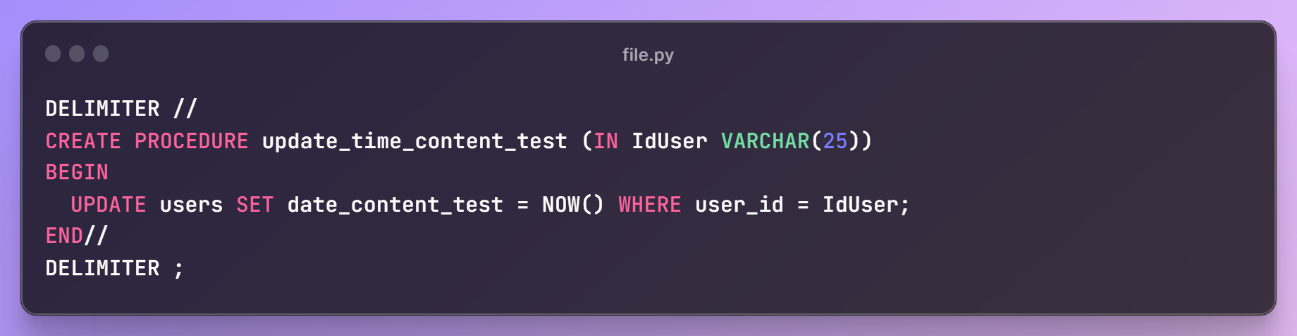 file.py
DELIMITER //
CREATE PROCEDURE update_time_content_test (IN IdUser VARCHAR(25))
BEGIN
  UPDATE users SET date_content_test = NOW() WHERE user_id = IdUser;
END//
DELIMITER ;